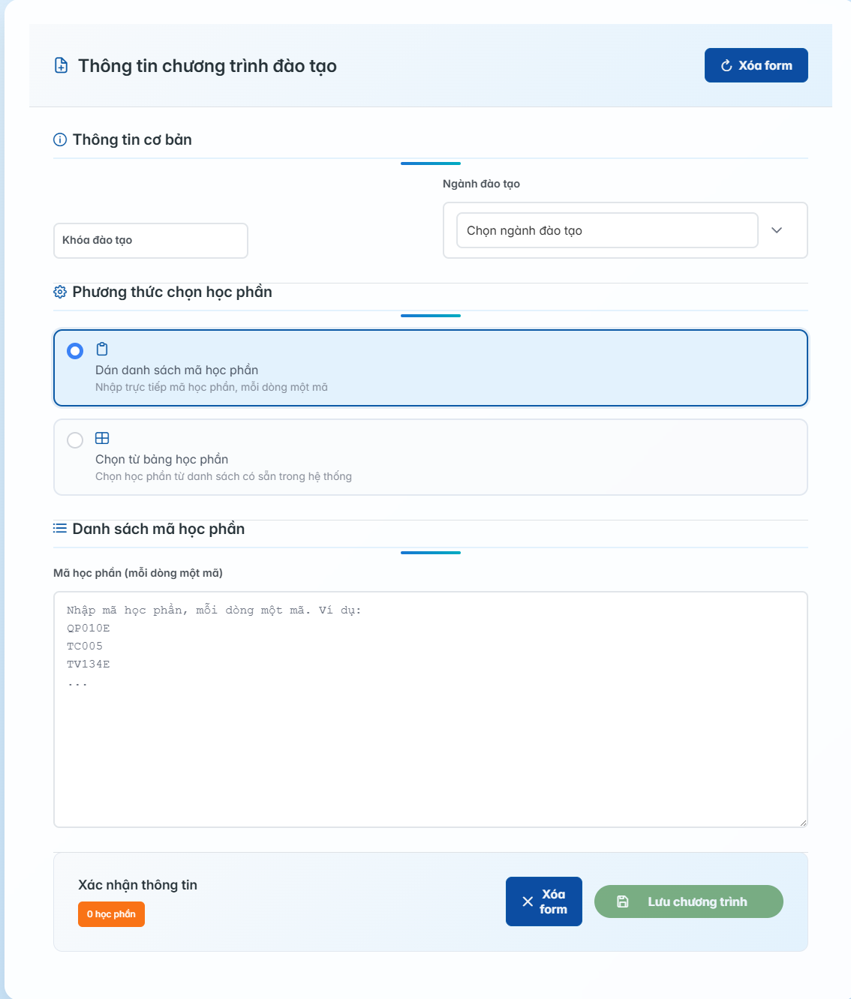 Thông tin chương trình đào tạo
Xóa form
Thông tin cơ bản
Ngành đào tạo
Khóa đào tạo
Chọn ngành đào tạo
Phương thức chọn học phần
Dán danh sách mã học phần
Nhập trực tiếp mã học phần, mỗi dòng một mã
Chọn từ bảng học phần
Chọn học phần từ danh sách có sẵn trong hệ thống
Danh sách mã học phần
Mã học phần (mỗi dòng một mã)
Nhập mã học phần, mỗi dòng một mã. Ví dụ:
QP010E
TC005
TV134E
...
Xác nhận thông tin
0 học phần
Xóa
form
Lưu chương trình